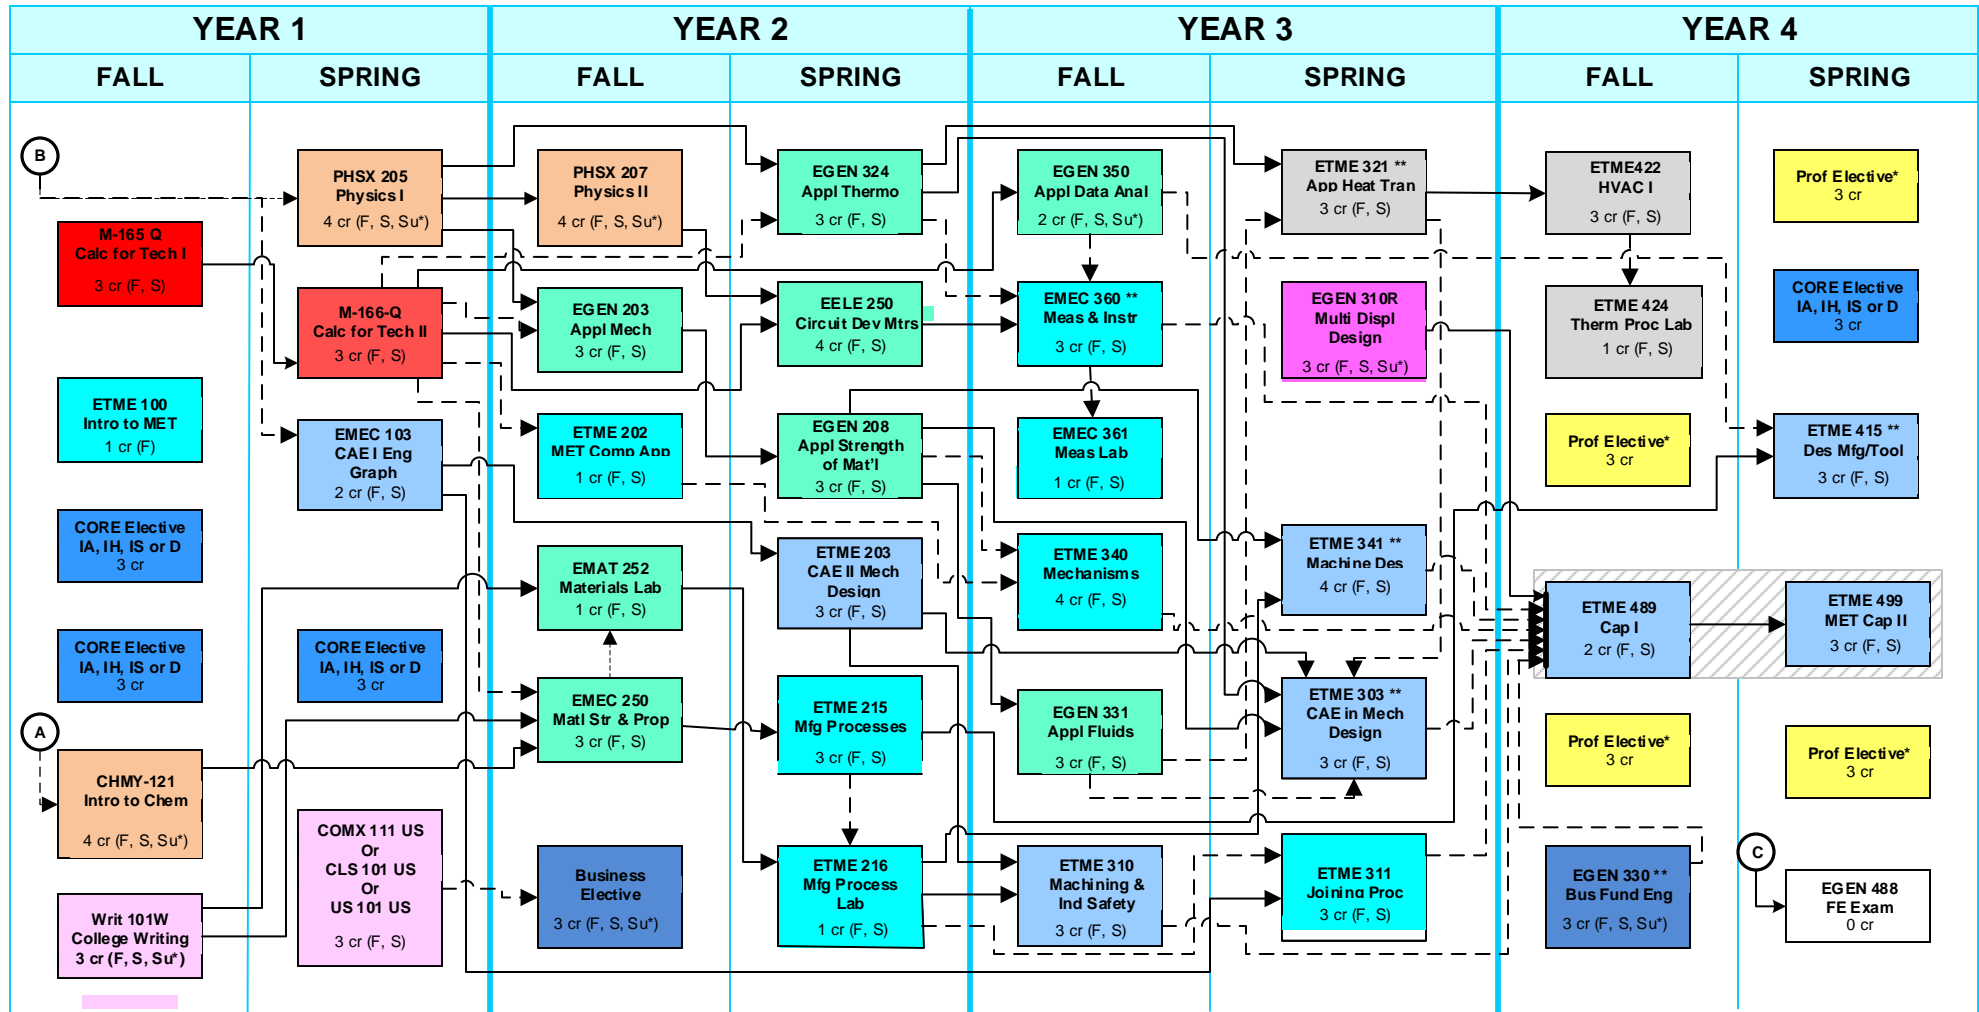 YEAR 1
YEAR 2
YEAR 3
YEAR 4
FALL
SPRING
FALL
SPRING
FALL
SPRING
FALL
SPRING
B
M-165 Q
Calc for Tech I
3 cr (F, S)
ETME 100
Intro to MET
1 cr (F)
CORE Elective
IA, IH, IS or D
3 cr
CORE Elective
IA, IH, IS or D
3 cr
A
CHMY-121
Intro to Chem
4 cr (F, S, Su*)
Writ 101W
College Writing
3 cr (F, S, Su*)
PHSX 205
Physics I
4 cr (F, S, Su*)
M-166-Q
Calc for Tech II
3 cr (F, S)
EMEC 103
CAE I Eng
Graph
2 cr (F, S)
CORE Elective
IA, IH, IS or D
3 cr
COMX 111 US
Or
CLS 101 US
Or
US 101 US
3 cr (F, S)
PHSX 207
Physics II
4 cr (F, S, Su*)
EGEN 203
Appl Mech
3 cr (F, S)
ETME 202
MET Comp App
1 cr (F, S)
EMAT 252
Materials Lab
1 cr (F, S)
EMEC 250
Matl Str & Prop
3 cr (F, S)
Business
Elective
3 cr (F, S, Su*)
EGEN 324
Appl Thermo
3 cr (F, S)
EELE 250
Circuit Dev Mtrs
4 cr (F, S)
EGEN 208
Appl Strength
of Mat'l
3 cr (F, S)
ETME 203
CAE II Mech
Design
3 cr (F, S)
ETME 215
Mfg Processes
3 cr (F, S)
ETME 216
Mfg Process
Lab
1 cr (F, S)
EGEN 350
Appl Data Anal
2 cr (F, S, Su*)
EMEC 360 **
Meas & Instr
3 cr (F, S)
EMEC 361
Meas Lab
1 cr (F, S)
ETME 340
Mechanisms
4 cr (F, S)
EGEN 331
Appl Fluids
3 cr (F, S)
ETME 310
Machining &
Ind Safety
3 cr (F, S)
ETME 321 **
App Heat Tran
3 cr (F, S)
EGEN 310R
Multi Displ
Design
3 cr (F, S, Su*)
ETME 341 **
Machine Des
4 cr (F, S)
ETME 303 **
CAE in Mech
Design
3 cr (F, S)
ETME 311
Joining Proc
3 cr (F, S)
ETME422
HVAC I
3 cr (F, S)
ETME 424
Therm Proc Lab
1 cr (F, S)
Prof Elective*
3 cr
ETME 489
Cap I
2 cr (F, S)
Prof Elective*
3 cr
EGEN 330 **
Bus Fund Eng
3 cr (F, S, Su*)
Prof Elective*
3 cr
CORE Elective
IA, IH, IS or D
3 cr
ETME 415 **
Des Mfg/Tool
3 cr (F, S)
ETME 499
MET Cap II
3 cr (F, S)
Prof Elective*
3 cr
C
EGEN 488
FE Exam
0 cr